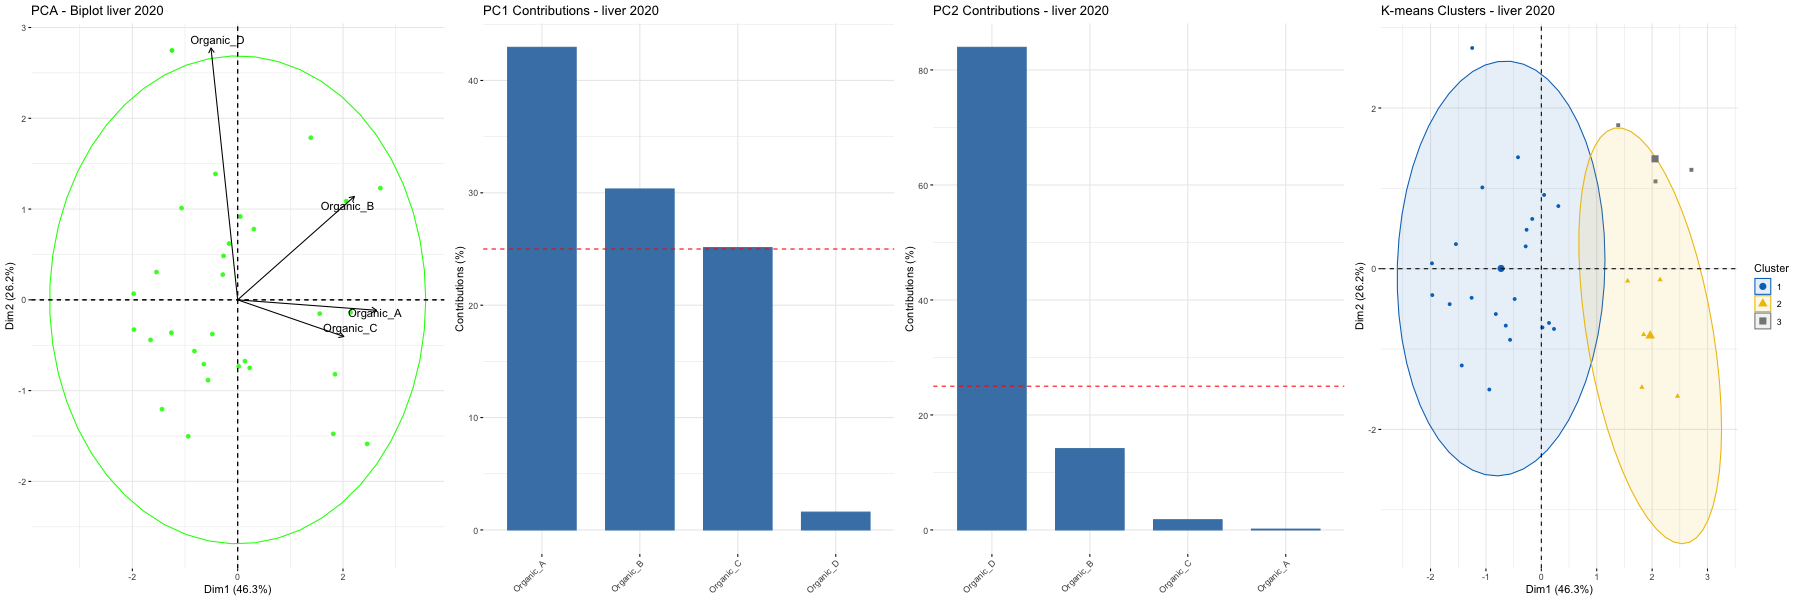 PCA - Biplot liver 2020
3
2
1
0
-1
-2
Dim2 (26.2%)
Organic_D
Organic_B
Organic_A
Organic_C
-2
0
2
Dim1 (46.3%)
PC1 Contributions - liver 2020
40
30
20
10
0
Contributions (%)
Organic_A
Organic_B
Organic_C
Organic_D
PC2 Contributions - liver 2020
80
60
40
20
0
Contributions (%)
Organic_D
Organic_B
Organic_C
Organic_A
K-means Clusters - liver 2020
2
0
-2
Dim2 (26.2%)
-2
-1
0
1
2
3
Dim1 (46.3%)
Cluster
1
2
3